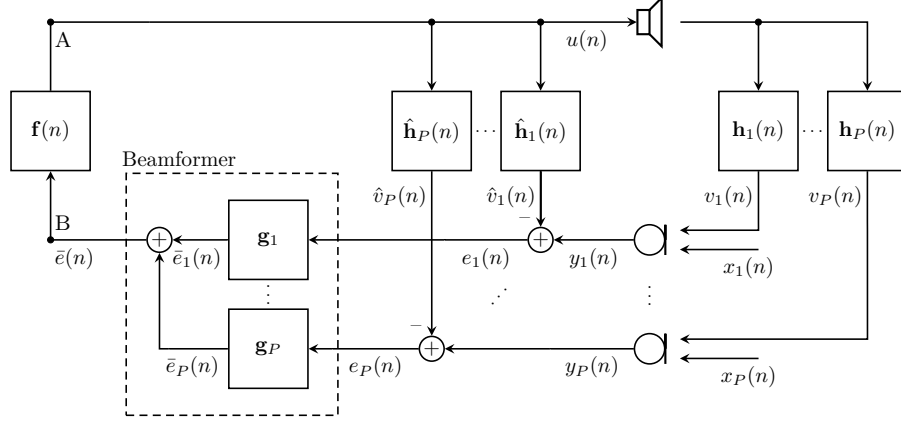 A
u(n)
f(n)
ĥ_P(n) ··· ĥ_1(n)
h_1(n) ··· h_P(n)
Beamformer
v̂_P(n)
v̂_1(n)
v_1(n)
v_P(n)
B
−
+
g_1
+
ē(n)
ē_1(n)
e_1(n)
y_1(n)
x_1(n)
⋮
⋰
⋮
−
g_P
+
ē_P(n)
e_P(n)
y_P(n)
x_P(n)